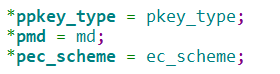 *ppkey_type = pkey_type;
*pmd = md;
*pec_scheme = ec_scheme;